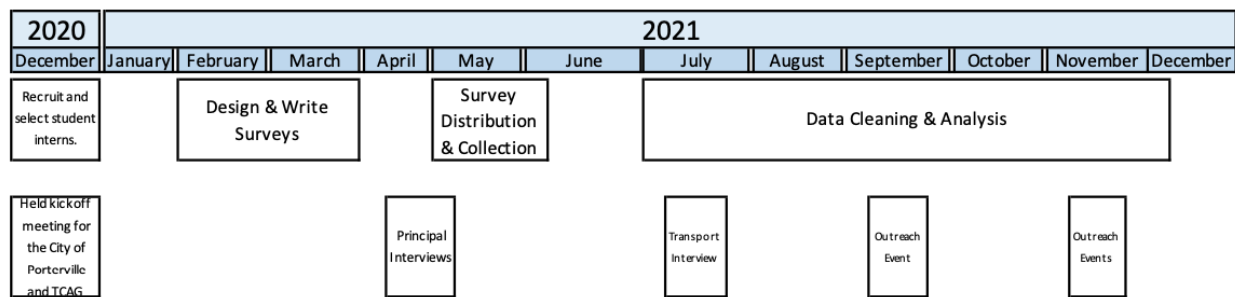 2020
2021
December
January
February
March
April
May
June
July
August
September
October
November
December
Recruit and
select student
interns.
Design & Write
Surveys
Survey
Distribution
& Collection
Data Cleaning & Analysis
Held kickoff
meeting for
the City of
Porterville
and TCAG
Principal
Interviews
Transport
Interview
Outreach
Event
Outreach
Events